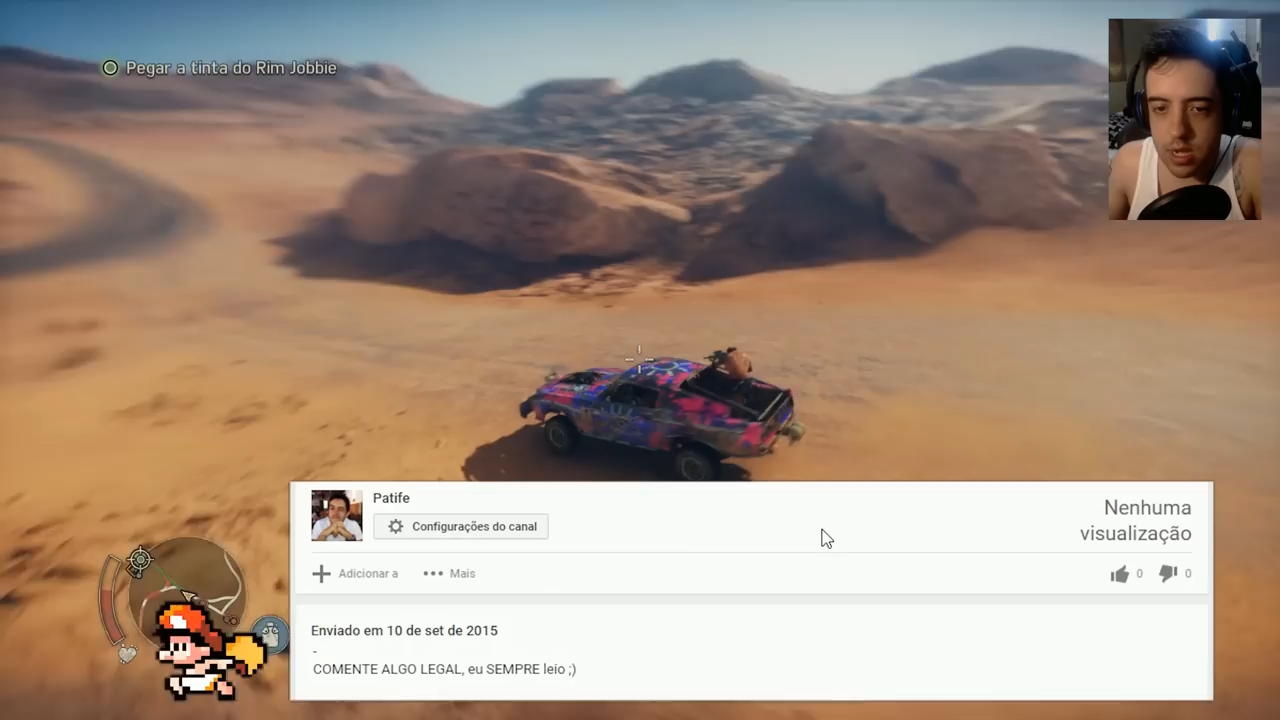 Pegar a tinta do Rim Jobbie
Patife
Configurações do canal
Nenhuma
visualização
Adicionar a
Mais
0
0
Enviado em 10 de set de 2015
-
COMENTE ALGO LEGAL, eu SEMPRE leio ;)